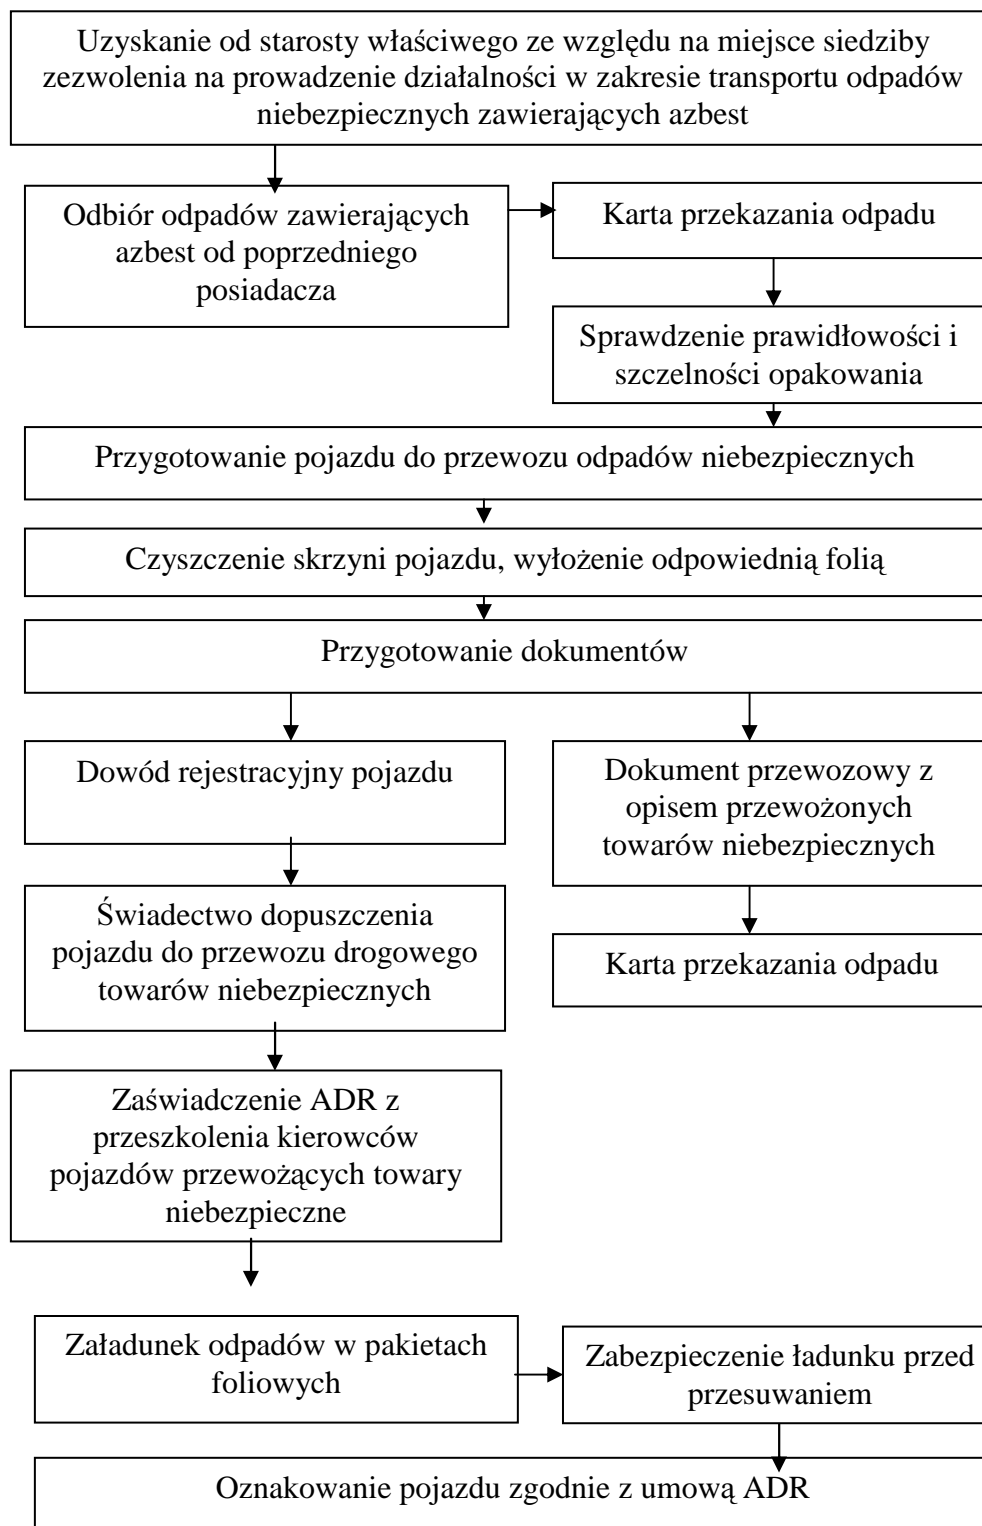 Uzyskanie od starosty właściwego ze względu na miejsce siedziby
zezwolenia na prowadzenie działalności w zakresie transportu odpadów
niebezpiecznych zawierających azbest
Odbiór odpadów zawierających
azbest od poprzedniego
posiadacza
Karta przekazania odpadu
Sprawdzenie prawidłowości i
szczelności opakowania
Przygotowanie pojazdu do przewozu odpadów niebezpiecznych
Czyszczenie skrzyni pojazdu, wyłożenie odpowiednią folią
Przygotowanie dokumentów
Dowód rejestracyjny pojazdu
Świadectwo dopuszczenia
pojazdu do przewozu drogowego
towarów niebezpiecznych
Zaświadczenie ADR z
przeszkolenia kierowców
pojazdów przewożących towary
niebezpieczne
Dokument przewozowy z
opisem przewożonych
towarów niebezpiecznych
Karta przekazania odpadu
Załadunek odpadów w pakietach
foliowych
Zabezpieczenie ładunku przed
przesuwaniem
Oznakowanie pojazdu zgodnie z umową ADR